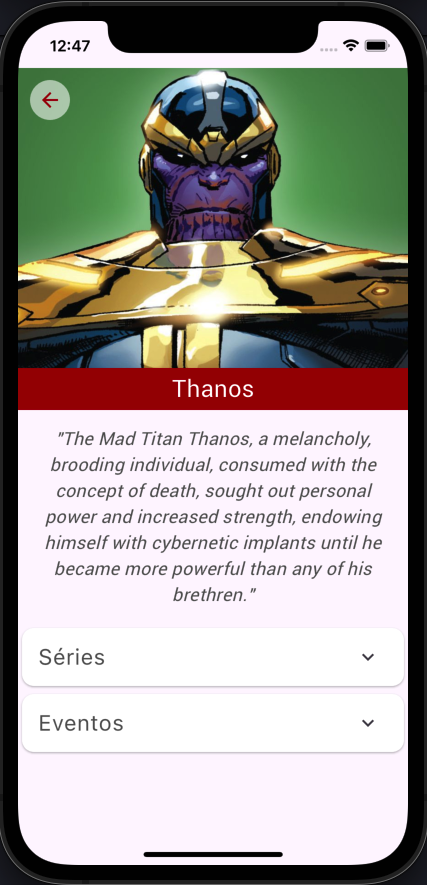 12:47
Thanos
"The Mad Titan Thanos, a melancholy,
brooding individual, consumed with the
concept of death, sought out personal
power and increased strength, endowing
himself with cybernetic implants until he
became more powerful than any of his
brethren."
Séries
Eventos